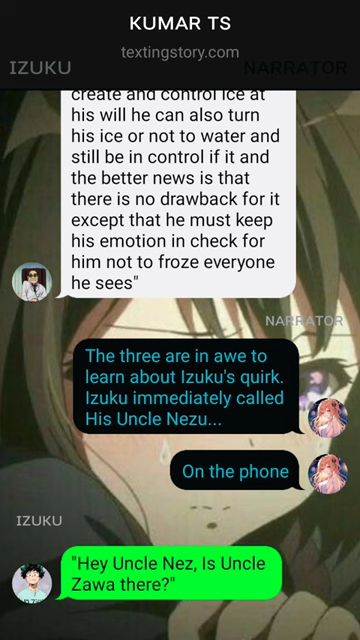 KUMAR TS
textingstory.com
IZUKU
NARRATOR
create and control ice at
his will he can also turn
his ice or not to water and
still be in control if it and
the better news is that
there is no drawback for it
except that he must keep
his emotion in check for
him not to froze everyone
he sees"
NARRATOR
The three are in awe to
learn about Izuku's quirk.
Izuku immediately called
His Uncle Nezu...
On the phone
IZUKU
"Hey Uncle Nez, Is Uncle
Zawa there?"